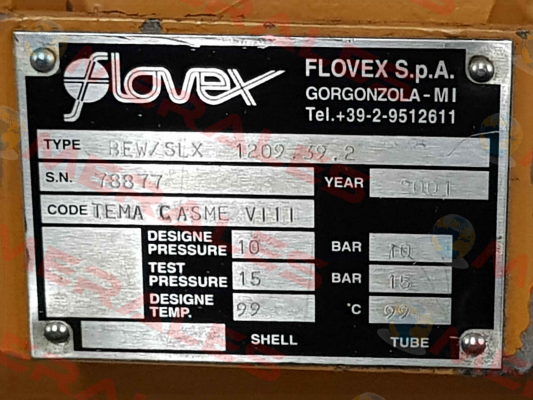 flovex
FLOVEX S.p.A.
GORGONZOLA - MI
Tel.+39-2-9512611
TYPE BEW/SLX 1209.39.2
S.N. 78877 YEAR 2001
CODE TEMA C ASME VIII
DESIGNE PRESSURE 10 BAR 10
TEST PRESSURE 15 BAR 15
DESIGNE TEMP. 99 °C 99
SHELL TUBE